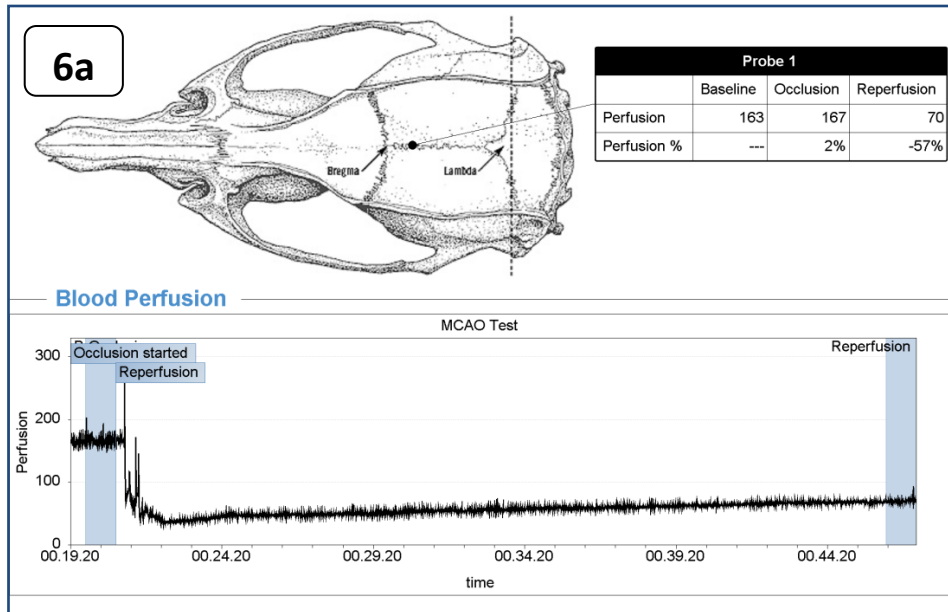 6a
Probe 1
Baseline Occlusion Reperfusion
Perfusion 163 167 70
Perfusion % --- 2% -57%
Bregma
Lambda
Blood Perfusion
MCAO Test
Occlusion started
Reperfusion
Reperfusion
300
200
100
0
Perfusion
00.19.20 00.24.20 00.29.20 00.34.20 00.39.20 00.44.20
time